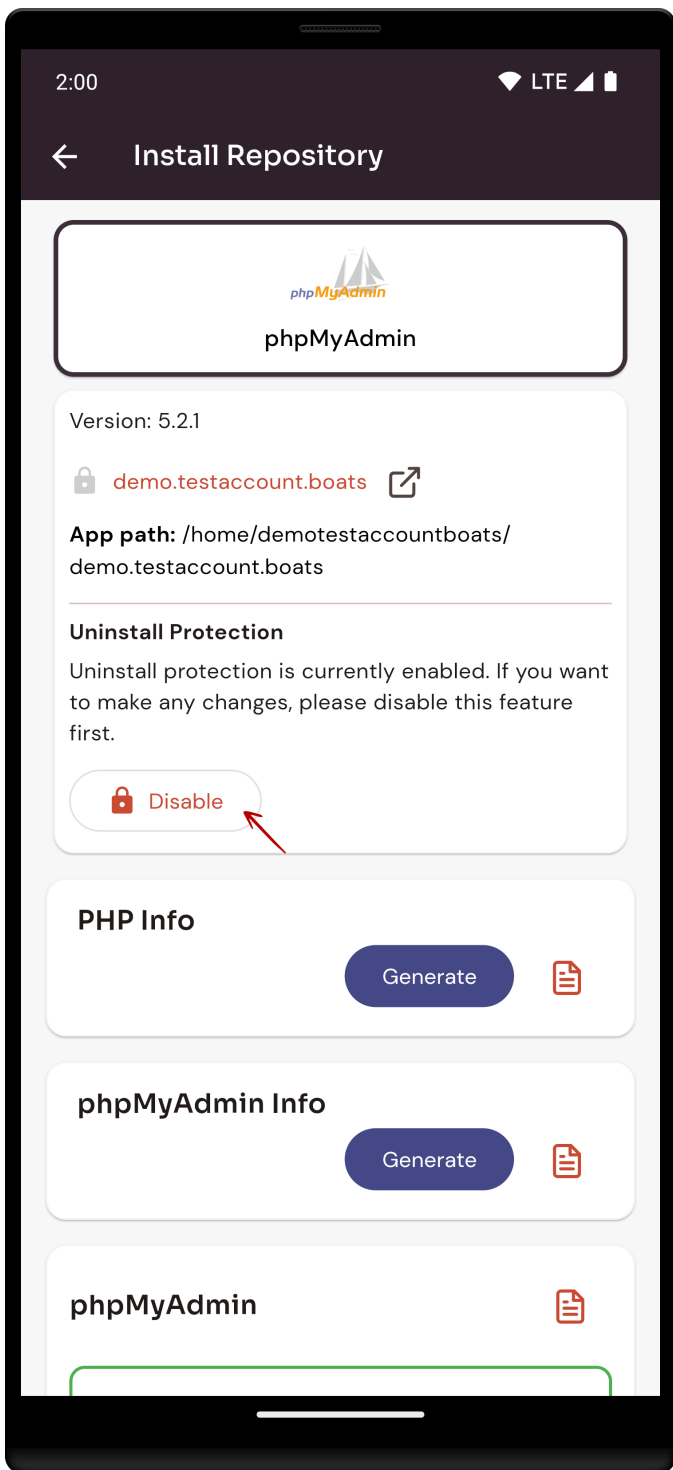 2:00
LTE
Install Repository
phpMyAdmin
phpMyAdmin
Version: 5.2.1
demo.testaccount.boats
App path: /home/demotestaccountboats/
demo.testaccount.boats
Uninstall Protection
Uninstall protection is currently enabled. If you want
to make any changes, please disable this feature
first.
Disable
PHP Info
Generate
phpMyAdmin Info
Generate
phpMyAdmin